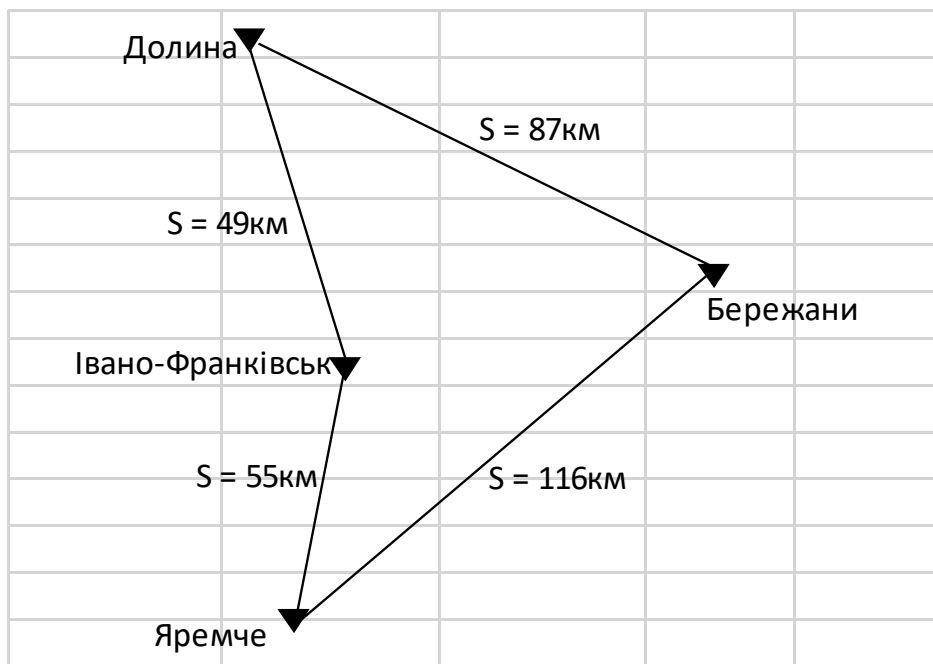 Долина
S = 87км
S = 49км
Бережани
Івано-Франківськ
S = 55км
S = 116км
Яремче